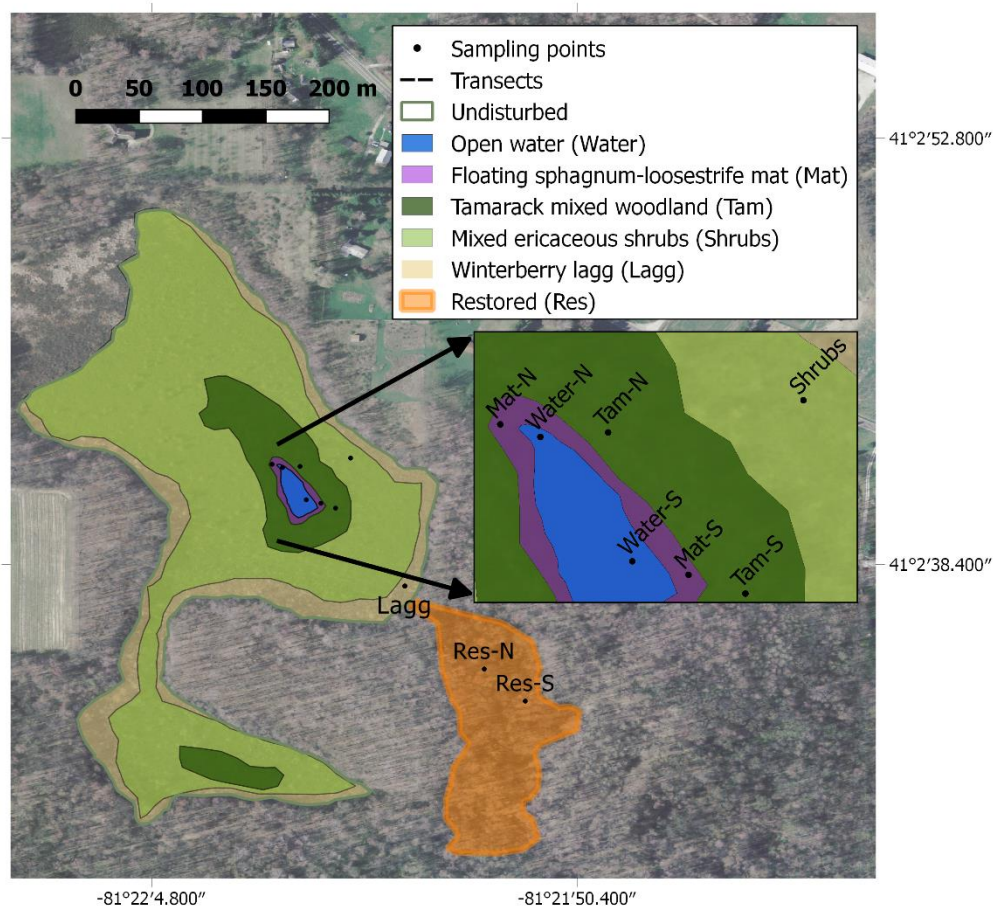 0 50 100 150 200 m
Sampling points
Transects
Undisturbed
Open water (Water)
Floating sphagnum-loosestrife mat (Mat)
Tamarack mixed woodland (Tam)
Mixed ericaceous shrubs (Shrubs)
Winterberry lagg (Lagg)
Restored (Res)
41°2'52.800"
Mat-N
Water-N
Tam-N
Shrubs
Water-S
Mat-S
Tam-S
41°2'38.400"
Lagg
Res-N
Res-S
-81°22'4.800"
-81°21'50.400"